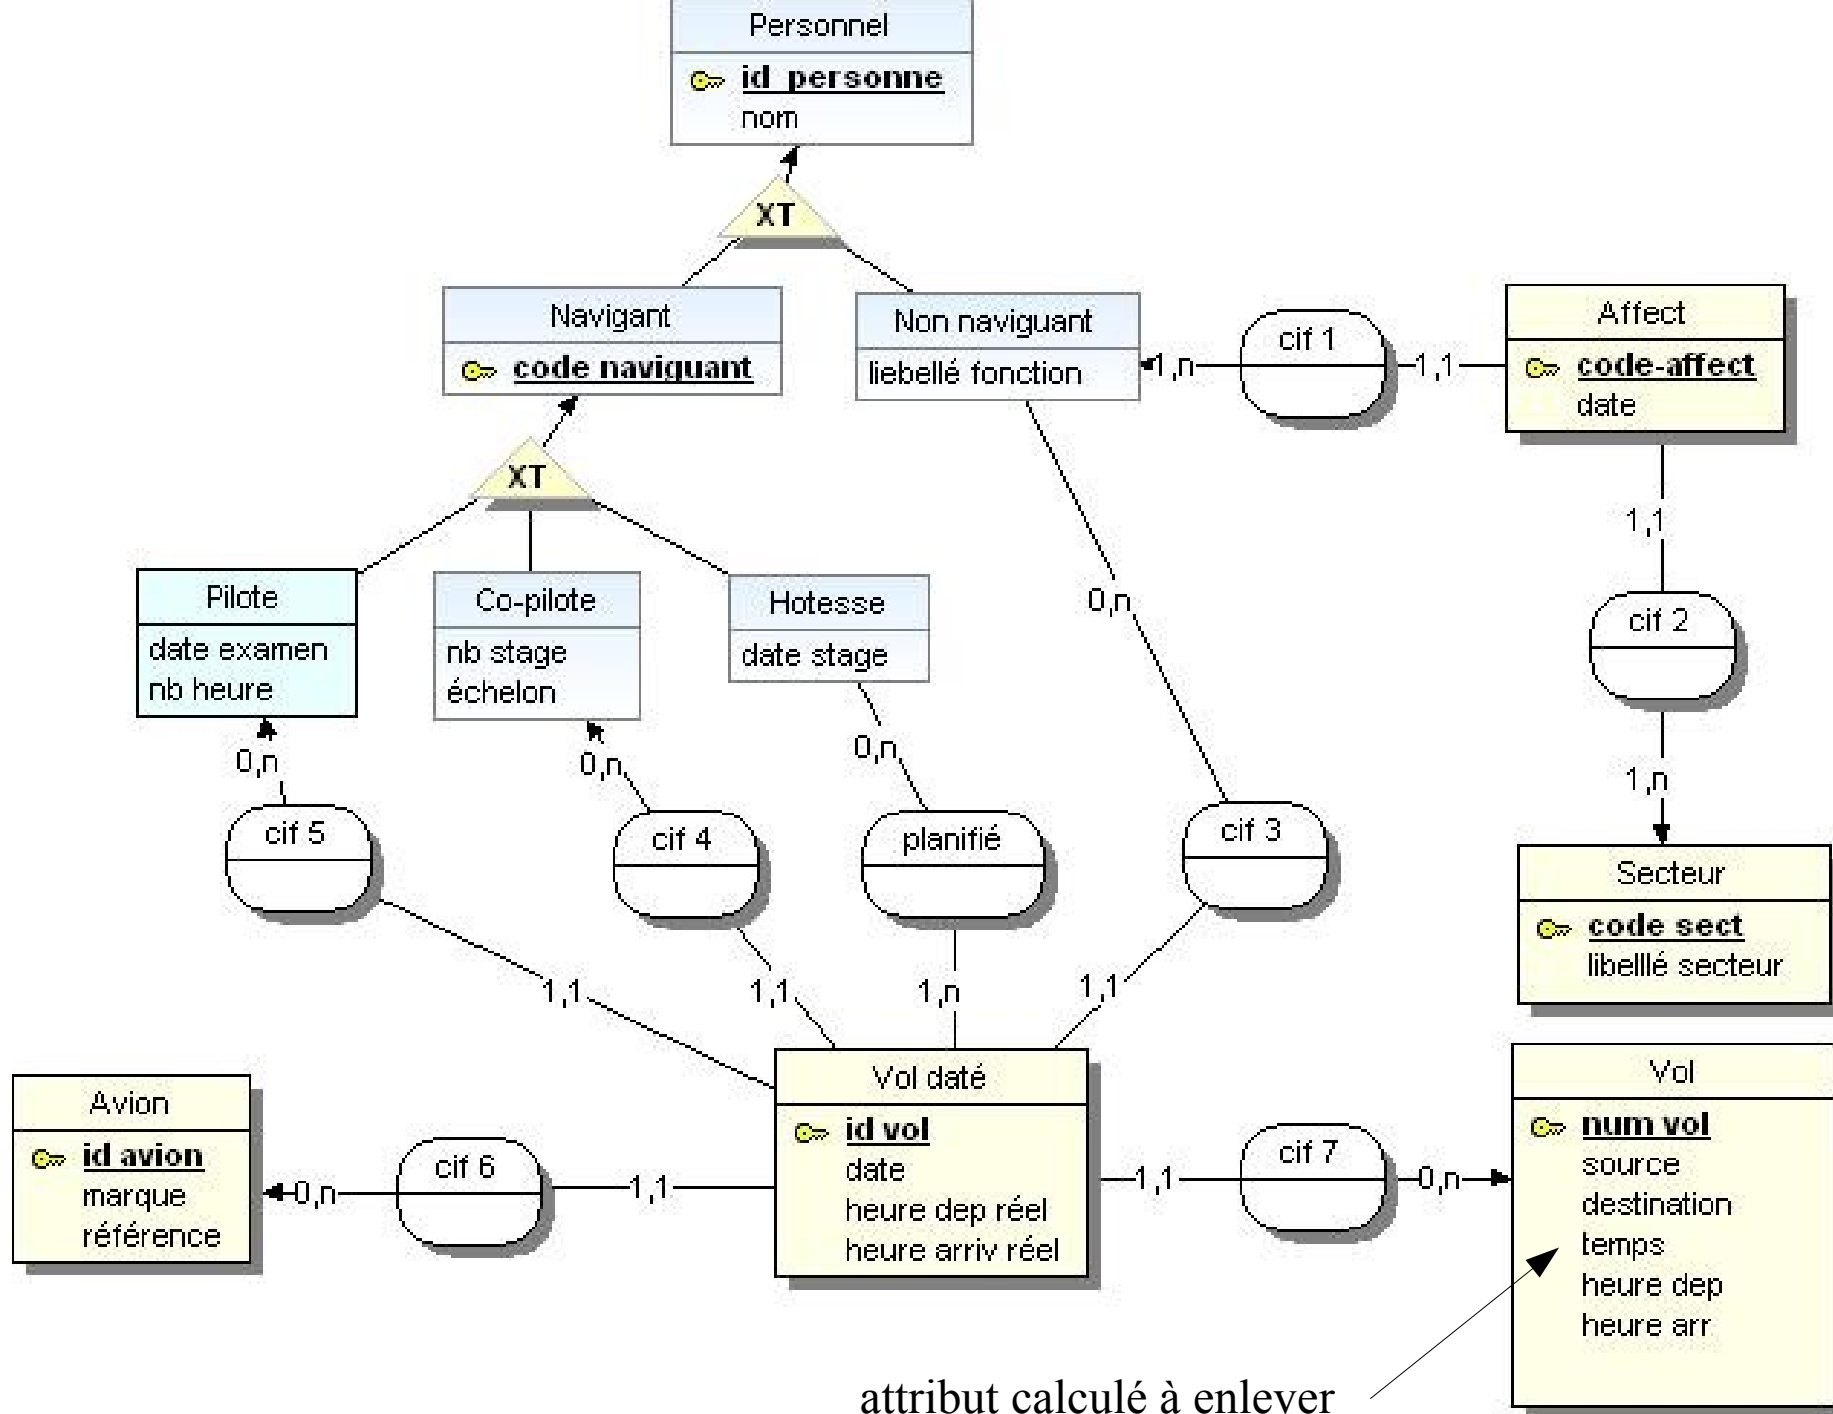 Personnel
id_personne
nom
XT
Navigant
code naviguant
Non naviguant
liebellé fonction
1,n
cif 1
1,1
Affect
code-affect
date
XT
1,1
Pilote
date examen
nb heure
Co-pilote
nb stage
échelon
Hotesse
date stage
0,n
cif 2
0,n
0,n
0,n
1,n
cif 5
cif 4
planifié
cif 3
Secteur
code sect
libelllé secteur
1,1
1,1
1,n
1,1
Avion
id avion
marque
référence
0,n
cif 6
1,1
Vol daté
id vol
date
heure dep réel
heure arriv réel
1,1
cif 7
0,n
Vol
num vol
source
destination
temps
heure dep
heure arr
attribut calculé à enlever